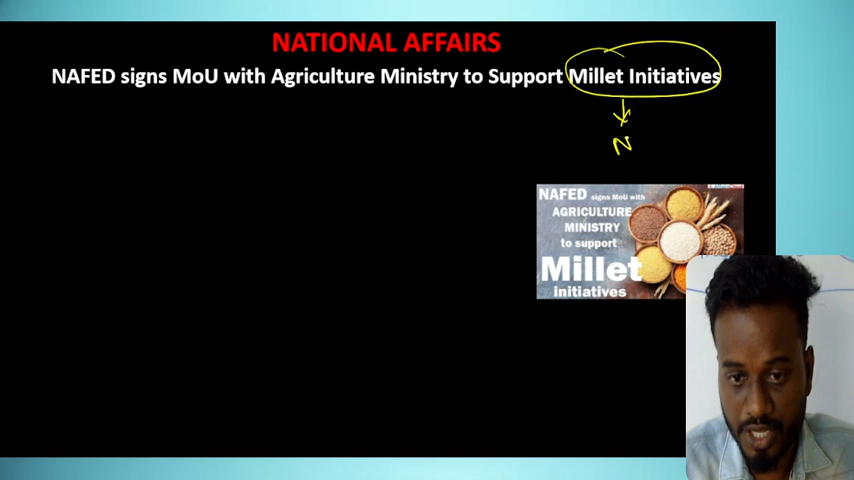 NATIONAL AFFAIRS
NAFED signs MoU with Agriculture Ministry to Support Millet Initiatives
N
NAFED signs MoU with
AGRICULTURE
MINISTRY
to support
Millet
initiatives